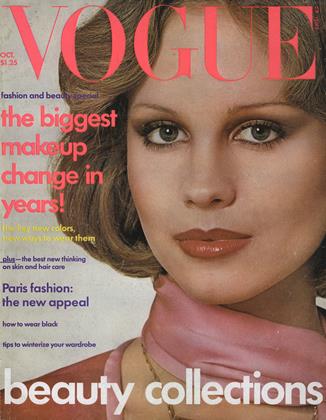 VOGUE
OCT.
$1.25
fashion and beauty special
the biggest
makeup
change in
years!
the key new colors,
new ways to wear them
plus—the best new thinking
on skin and hair care
Paris fashion:
the new appeal
how to wear black
tips to winterize your wardrobe
beauty collections